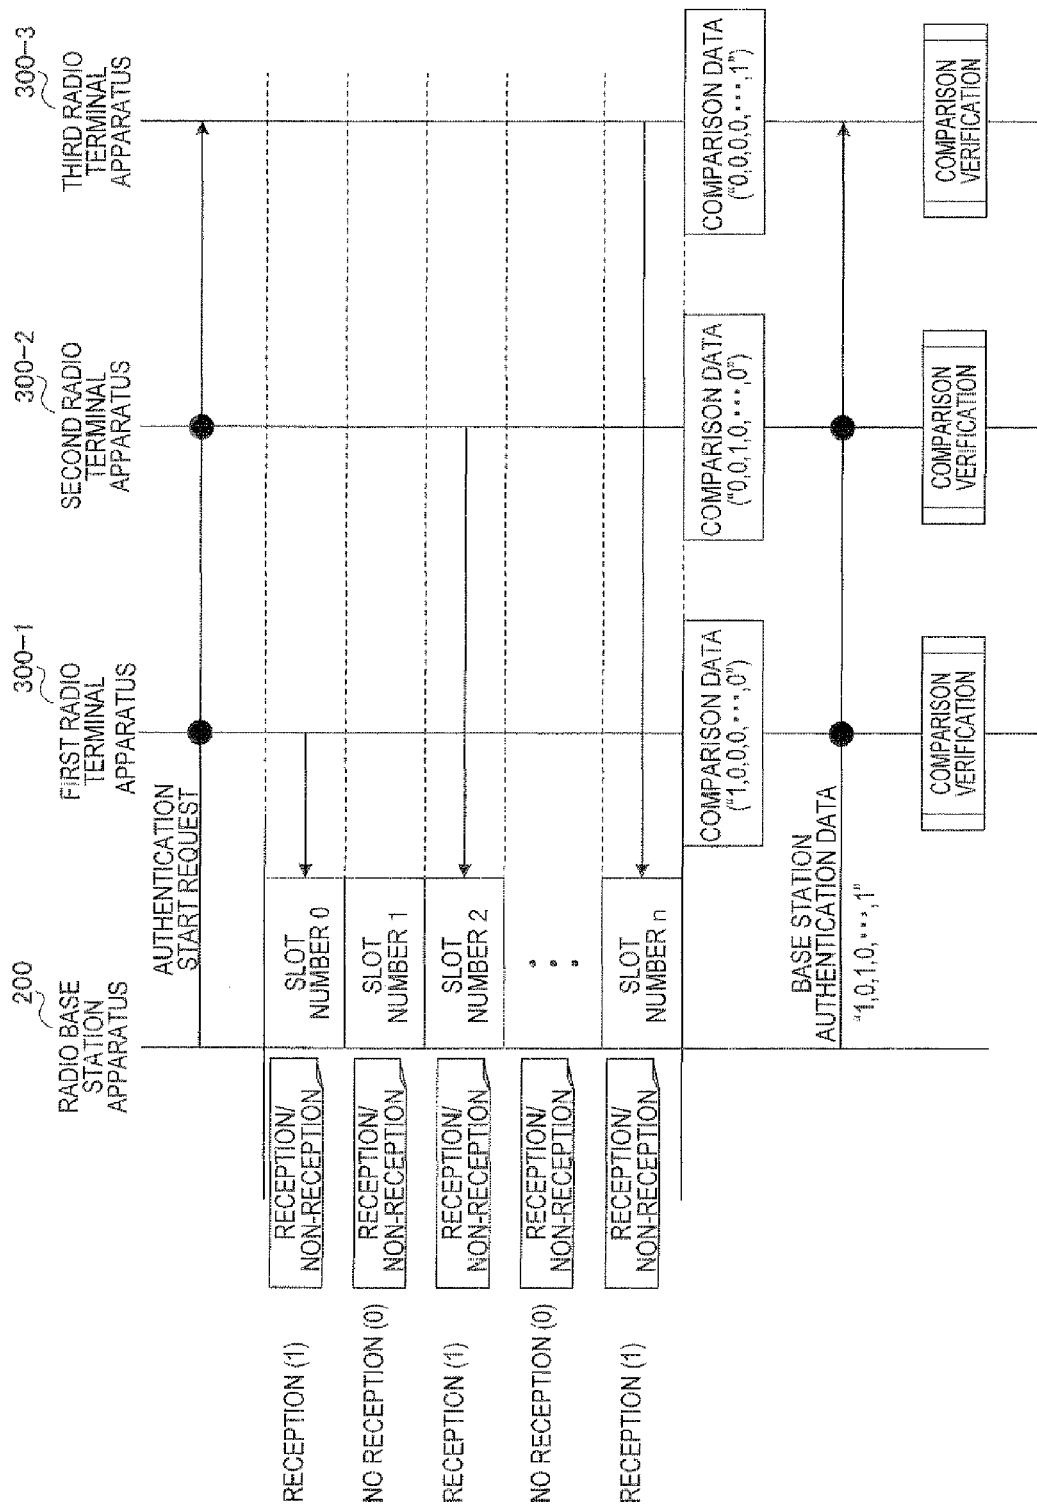 200
RADIO BASE
STATION
APPARATUS
300-1
FIRST RADIO
TERMINAL
APPARATUS
300-2
SECOND RADIO
TERMINAL
APPARATUS
300-3
THIRD RADIO
TERMINAL
APPARATUS
AUTHENTICATION
START REQUEST
RECEPTION (1)
RECEPTION/
NON-RECEPTION
SLOT
NUMBER 0
NO RECEPTION (0)
RECEPTION/
NON-RECEPTION
SLOT
NUMBER 1
RECEPTION (1)
RECEPTION/
NON-RECEPTION
SLOT
NUMBER 2
NO RECEPTION (0)
RECEPTION/
NON-RECEPTION
RECEPTION (1)
RECEPTION/
NON-RECEPTION
SLOT
NUMBER n
COMPARISON DATA
("1,0,0,0,···,0")
COMPARISON DATA
("0,0,1,0,···,0")
COMPARISON DATA
("0,0,0,0,···,1")
BASE STATION
AUTHENTICATION DATA
"1,0,1,0,···,1"
COMPARISON
VERIFICATION
COMPARISON
VERIFICATION
COMPARISON
VERIFICATION